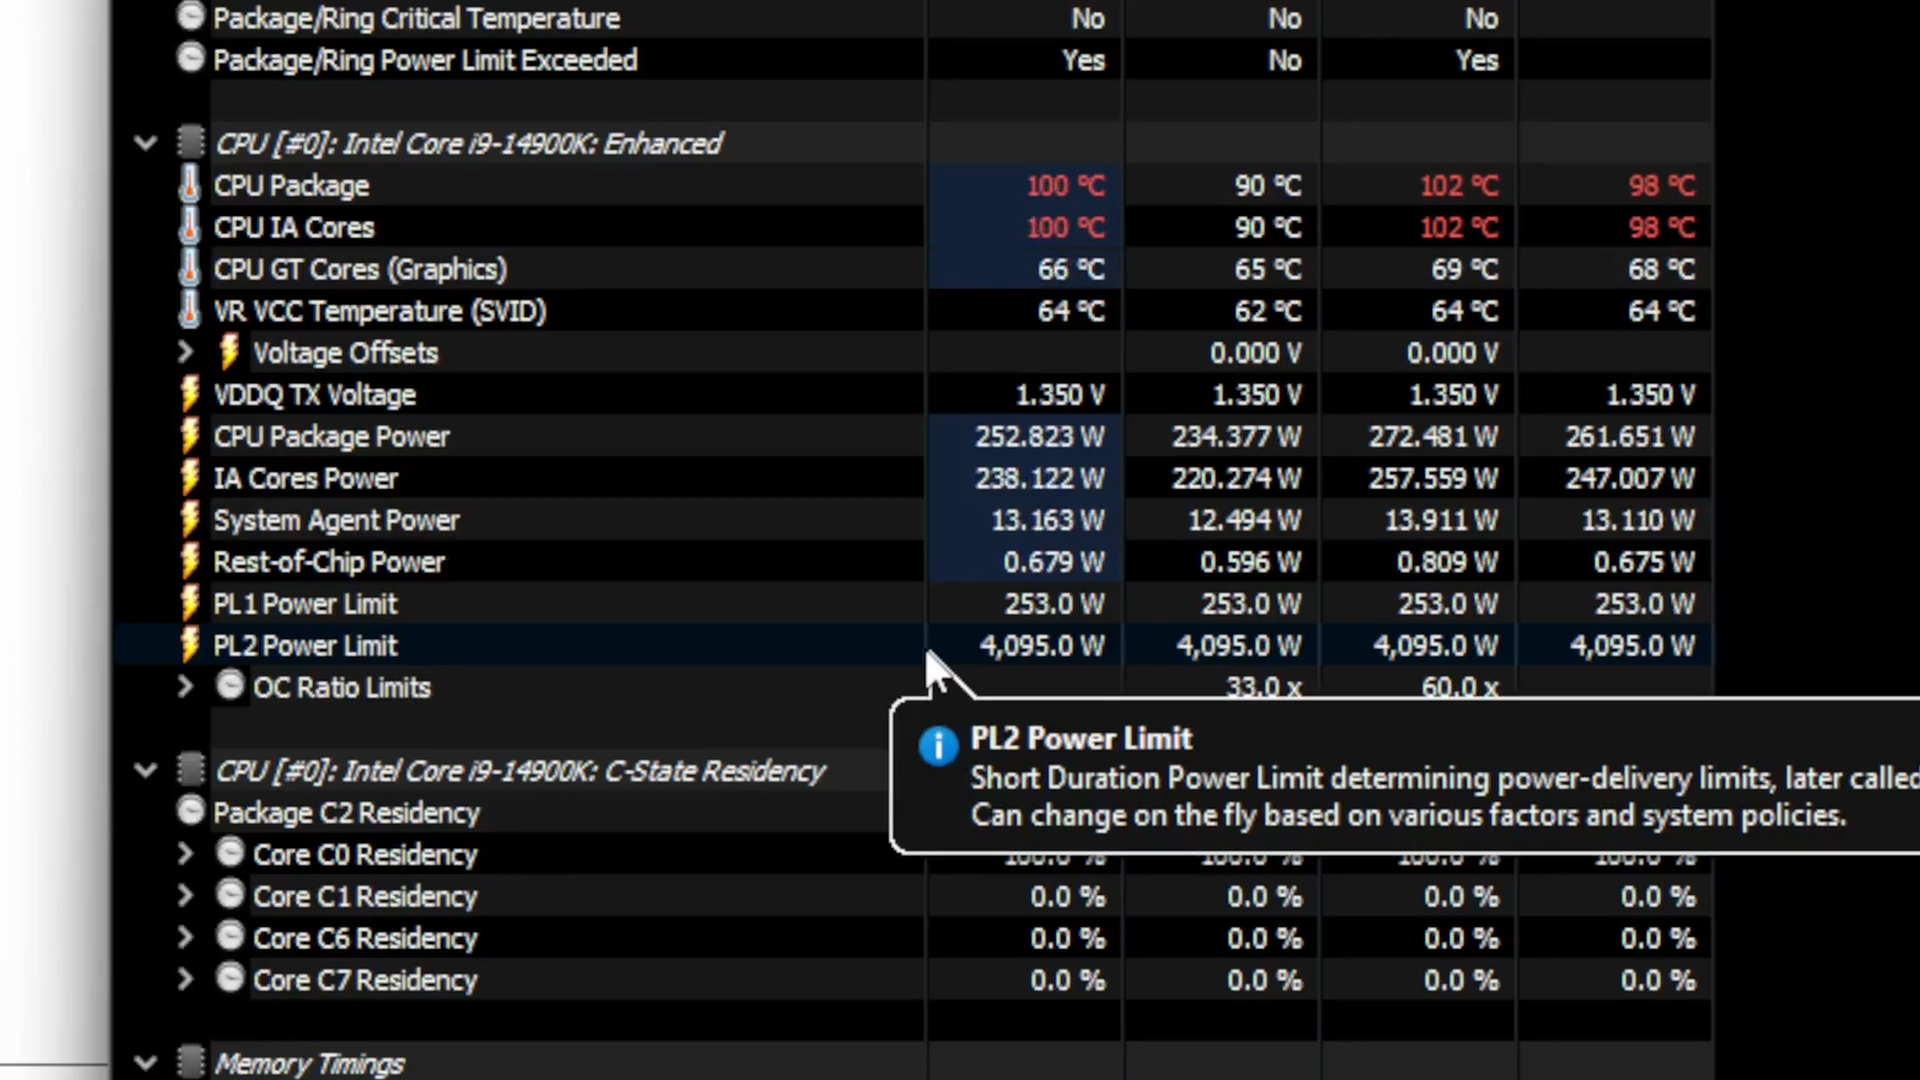 Package/Ring Critical Temperature No No No
Package/Ring Power Limit Exceeded Yes No Yes
CPU [#0]: Intel Core i9-14900K: Enhanced
CPU Package 100 °C 90 °C 102 °C 98 °C
CPU IA Cores 100 °C 90 °C 102 °C 98 °C
CPU GT Cores (Graphics) 66 °C 65 °C 69 °C 68 °C
VR VCC Temperature (SVID) 64 °C 62 °C 64 °C 64 °C
Voltage Offsets 0.000 V 0.000 V
VDDQ TX Voltage 1.350 V 1.350 V 1.350 V 1.350 V
CPU Package Power 252.823 W 234.377 W 272.481 W 261.651 W
IA Cores Power 238.122 W 220.274 W 257.559 W 247.007 W
System Agent Power 13.163 W 12.494 W 13.911 W 13.110 W
Rest-of-Chip Power 0.679 W 0.596 W 0.809 W 0.675 W
PL1 Power Limit 253.0 W 253.0 W 253.0 W 253.0 W
PL2 Power Limit 4,095.0 W 4,095.0 W 4,095.0 W 4,095.0 W
OC Ratio Limits 33.0 x 60.0 x
PL2 Power Limit
Short Duration Power Limit determining power-delivery limits, later called
Can change on the fly based on various factors and system policies.
CPU [#0]: Intel Core i9-14900K: C-State Residency
Package C2 Residency
Core C0 Residency 100.0 % 100.0 % 100.0 % 100.0 %
Core C1 Residency 0.0 % 0.0 % 0.0 % 0.0 %
Core C6 Residency 0.0 % 0.0 % 0.0 % 0.0 %
Core C7 Residency 0.0 % 0.0 % 0.0 % 0.0 %
Memory Timings